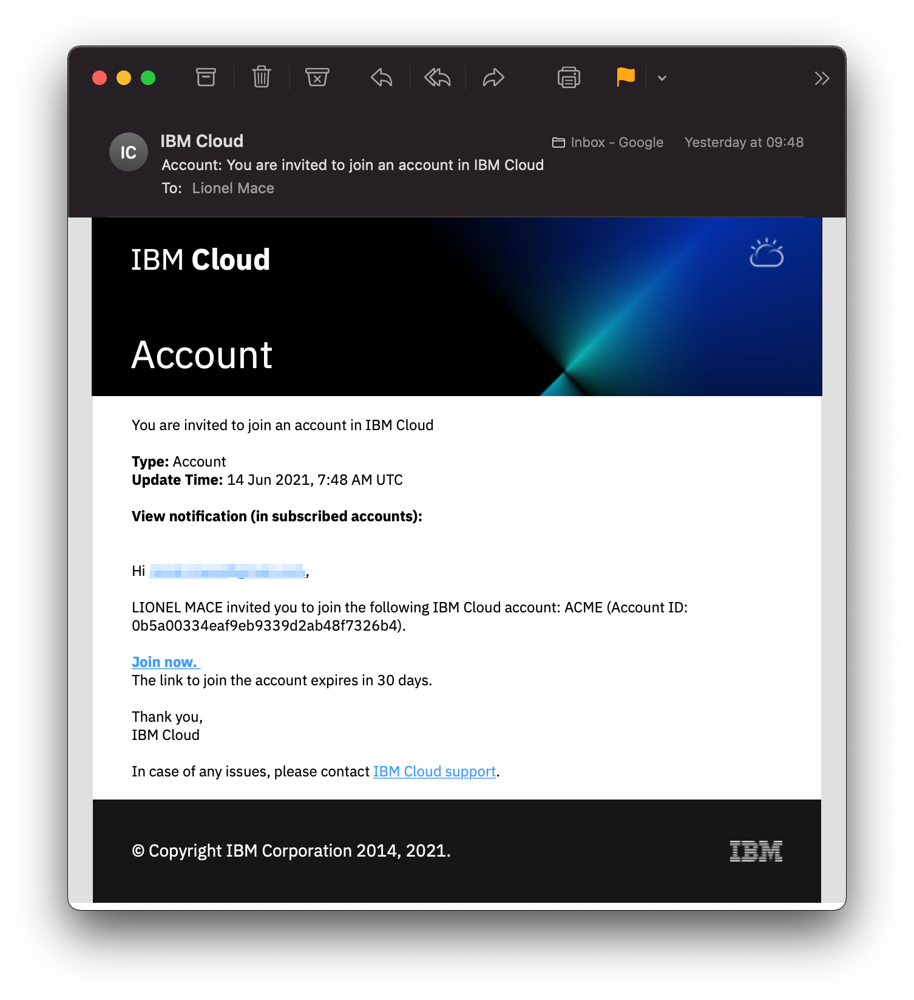 IC
IBM Cloud
Inbox - Google
Yesterday at 09:48
Account: You are invited to join an account in IBM Cloud
To: Lionel Mace
IBM Cloud
Account
You are invited to join an account in IBM Cloud
Type: Account
Update Time: 14 Jun 2021, 7:48 AM UTC
View notification (in subscribed accounts):
Hi ,
LIONEL MACE invited you to join the following IBM Cloud account: ACME (Account ID:
0b5a00334eaf9eb9339d2ab48f7326b4).
Join now.
The link to join the account expires in 30 days.
Thank you,
IBM Cloud
In case of any issues, please contact IBM Cloud support.
© Copyright IBM Corporation 2014, 2021.
IBM